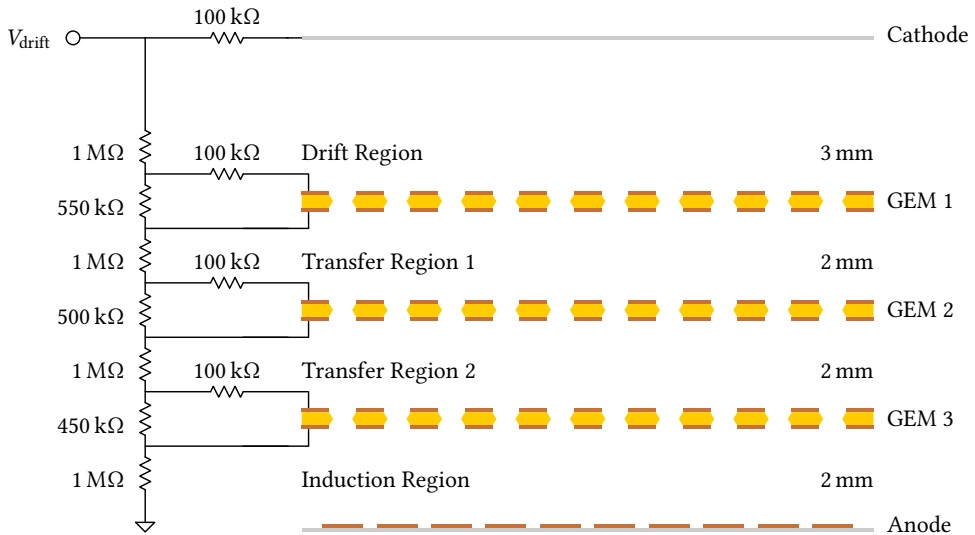 100 kΩ
Vdrift
Cathode
1 MΩ
100 kΩ
Drift Region
3 mm
550 kΩ
GEM 1
1 MΩ
100 kΩ
Transfer Region 1
2 mm
500 kΩ
GEM 2
1 MΩ
100 kΩ
Transfer Region 2
2 mm
450 kΩ
GEM 3
1 MΩ
Induction Region
2 mm
Anode